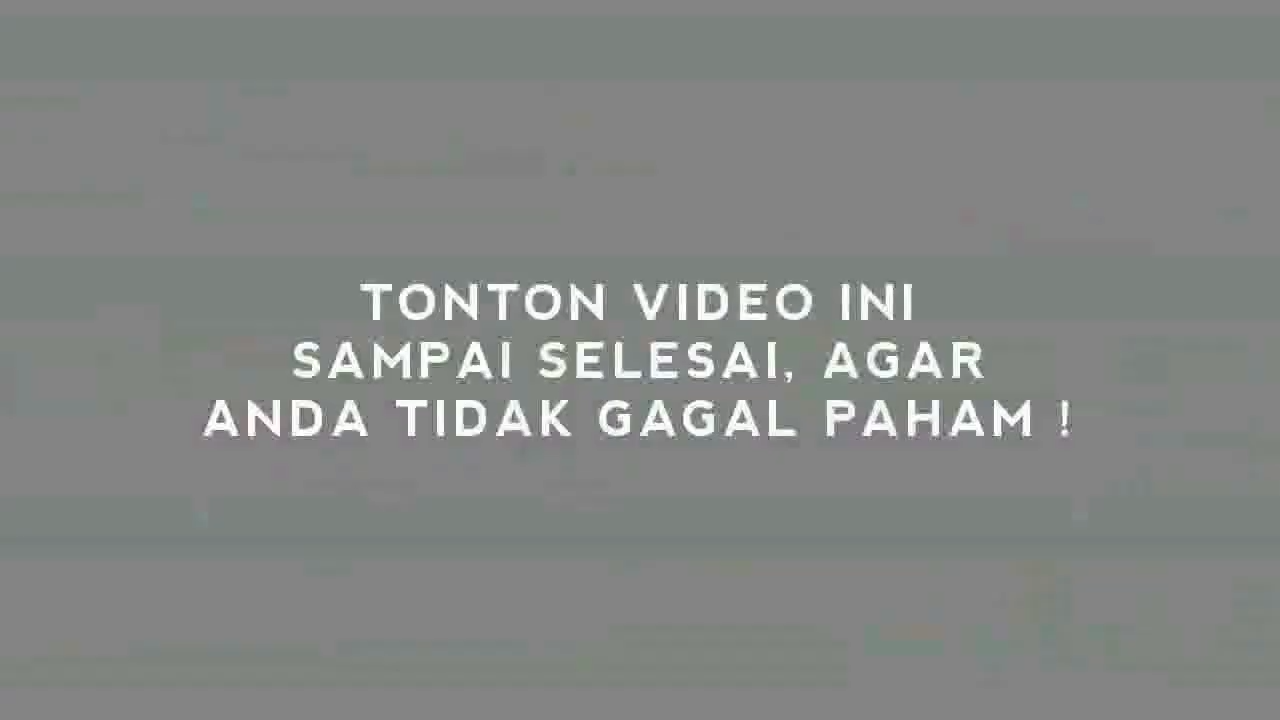 TONTON VIDEO INI
SAMPAI SELESAI, AGAR
ANDA TIDAK GAGAL PAHAM !